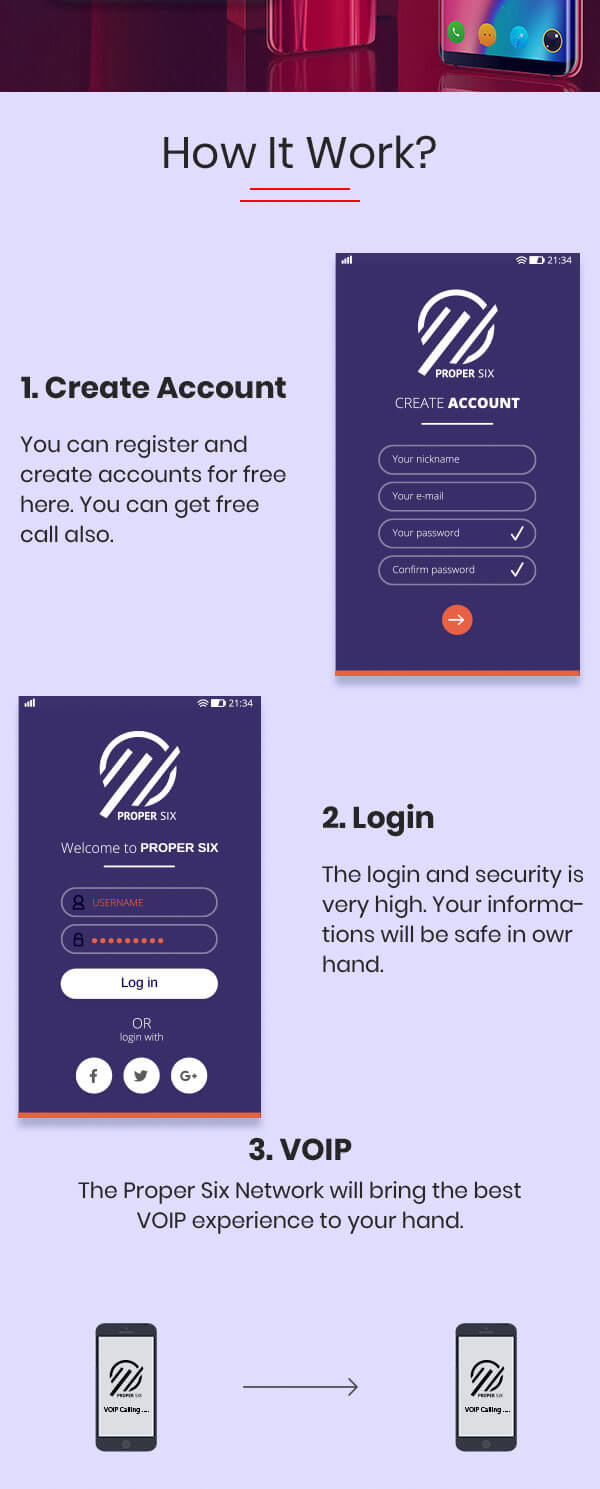 How It Work?
21:34
PROPER SIX
CREATE ACCOUNT
Your nickname
Your e-mail
Your password
Confirm password
1. Create Account
You can register and
create accounts for free
here. You can get free
call also.
21:34
PROPER SIX
Welcome to PROPER SIX
USERNAME
Log in
OR
login with
f
G+
2. Login
The login and security is
very high. Your informa-
tions will be safe in owr
hand.
3. VOIP
The Proper Six Network will bring the best
VOIP experience to your hand.
PROPER SIX
VOIP Calling ....
PROPER SIX
VOIP Calling ....